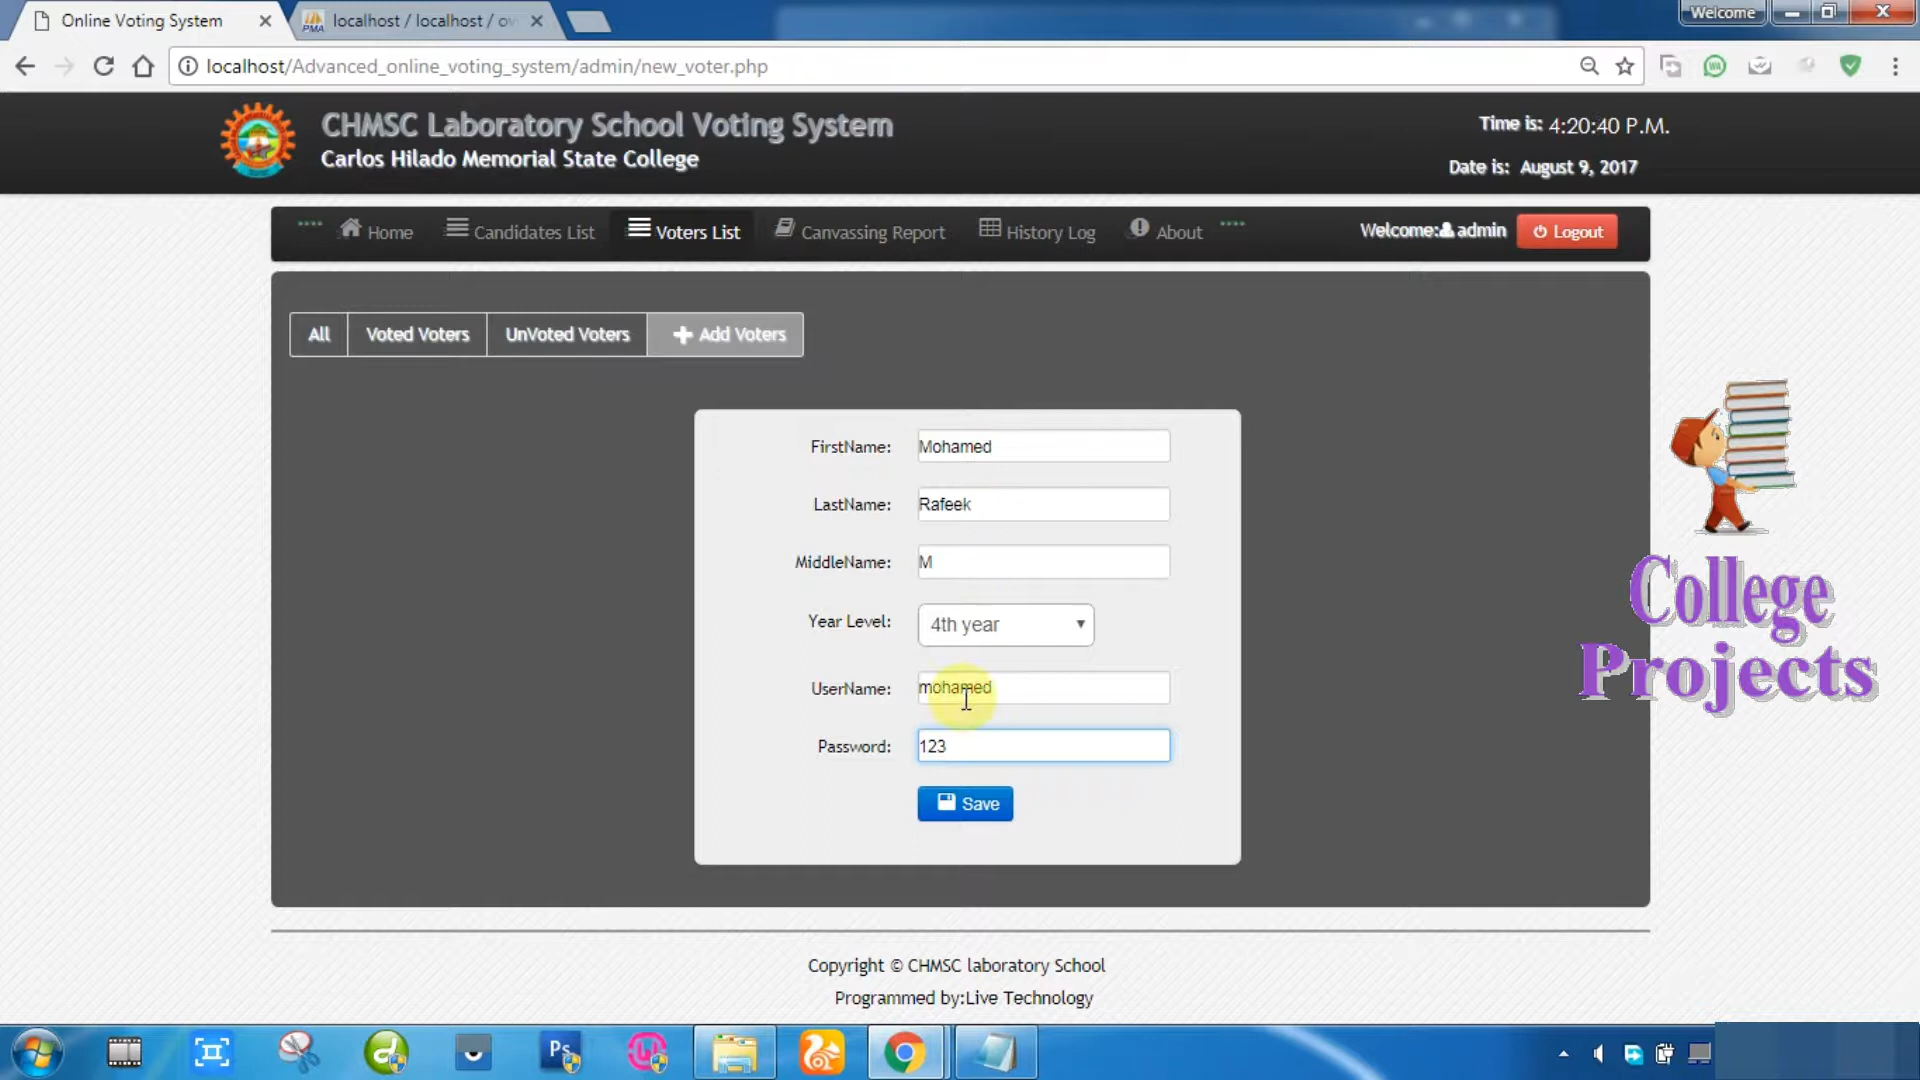 Online Voting System
localhost / localhost / ov
Welcome
localhost/Advanced_online_voting_system/admin/new_voter.php
CHMSC Laboratory School Voting System
Carlos Hilado Memorial State College
Time is: 4:20:40 P.M.
Date is: August 9, 2017
Home
Candidates List
Voters List
Canvassing Report
History Log
About
Welcome: admin
Logout
All
Voted Voters
UnVoted Voters
Add Voters
FirstName: Mohamed
LastName: Rafeek
MiddleName: M
Year Level: 4th year
UserName: mohamed
Password: 123
Save
College
Projects
Copyright © CHMSC laboratory School
Programmed by:Live Technology